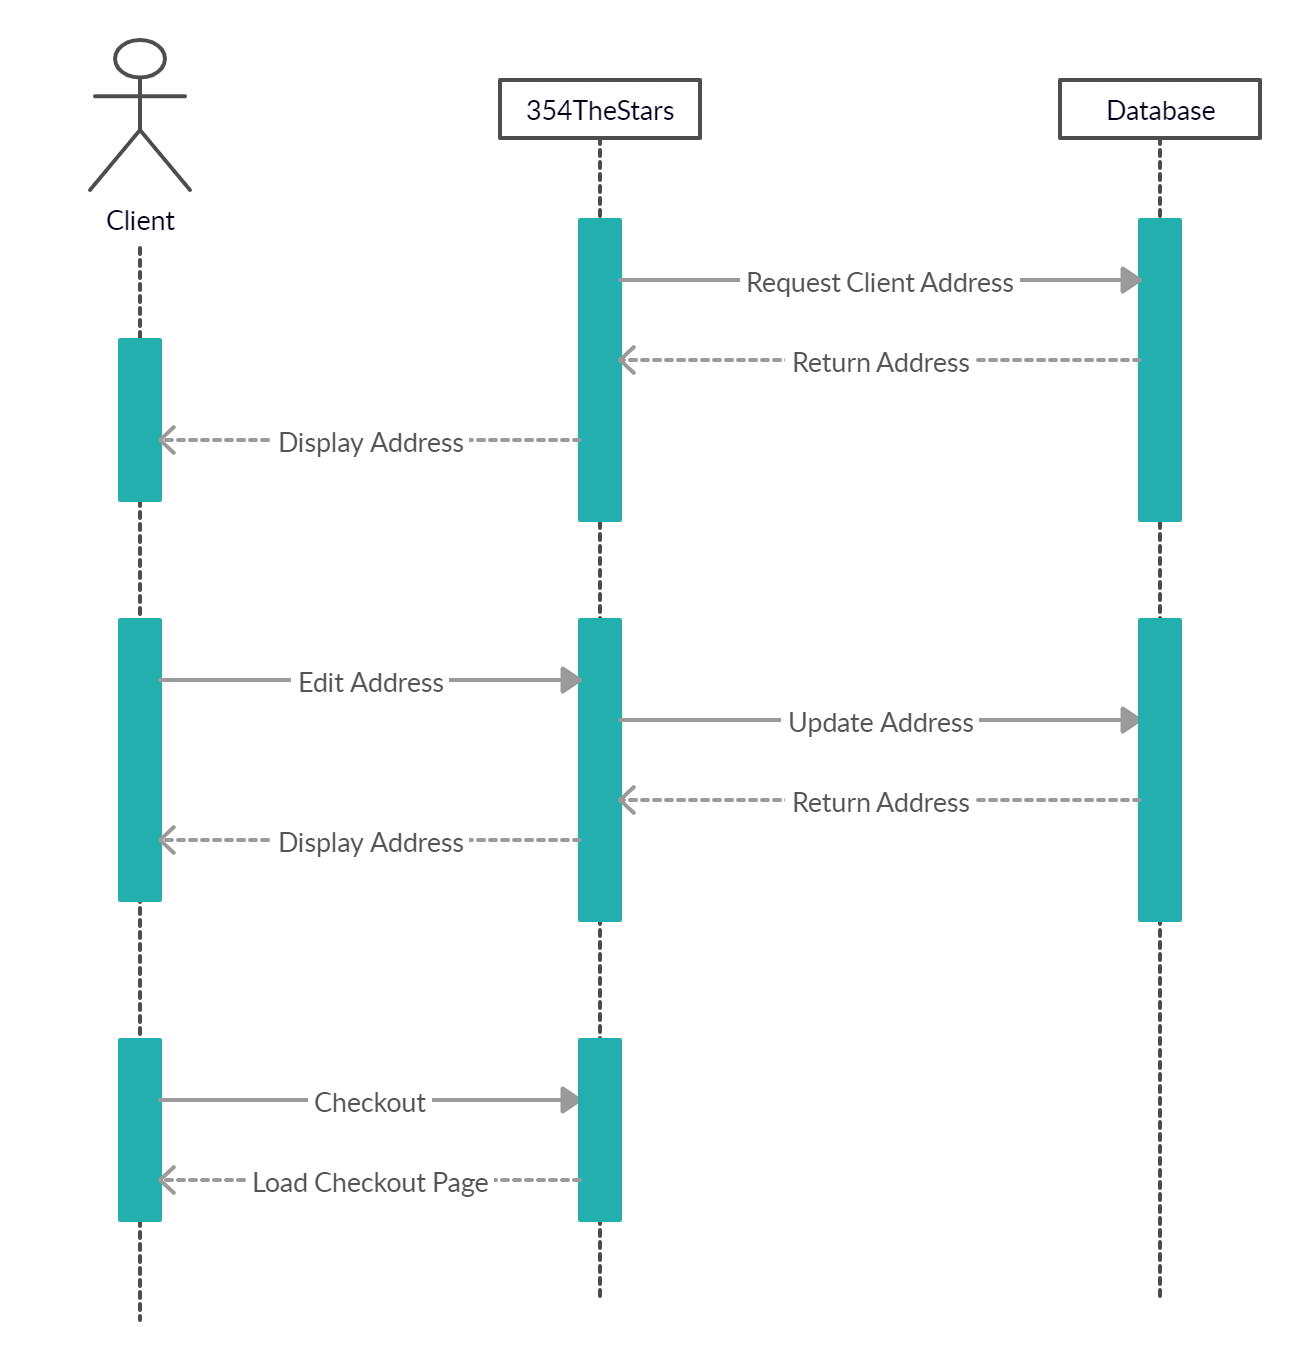 354TheStars
Database
Client
Request Client Address
Return Address
Display Address
Edit Address
Update Address
Return Address
Display Address
Checkout
Load Checkout Page